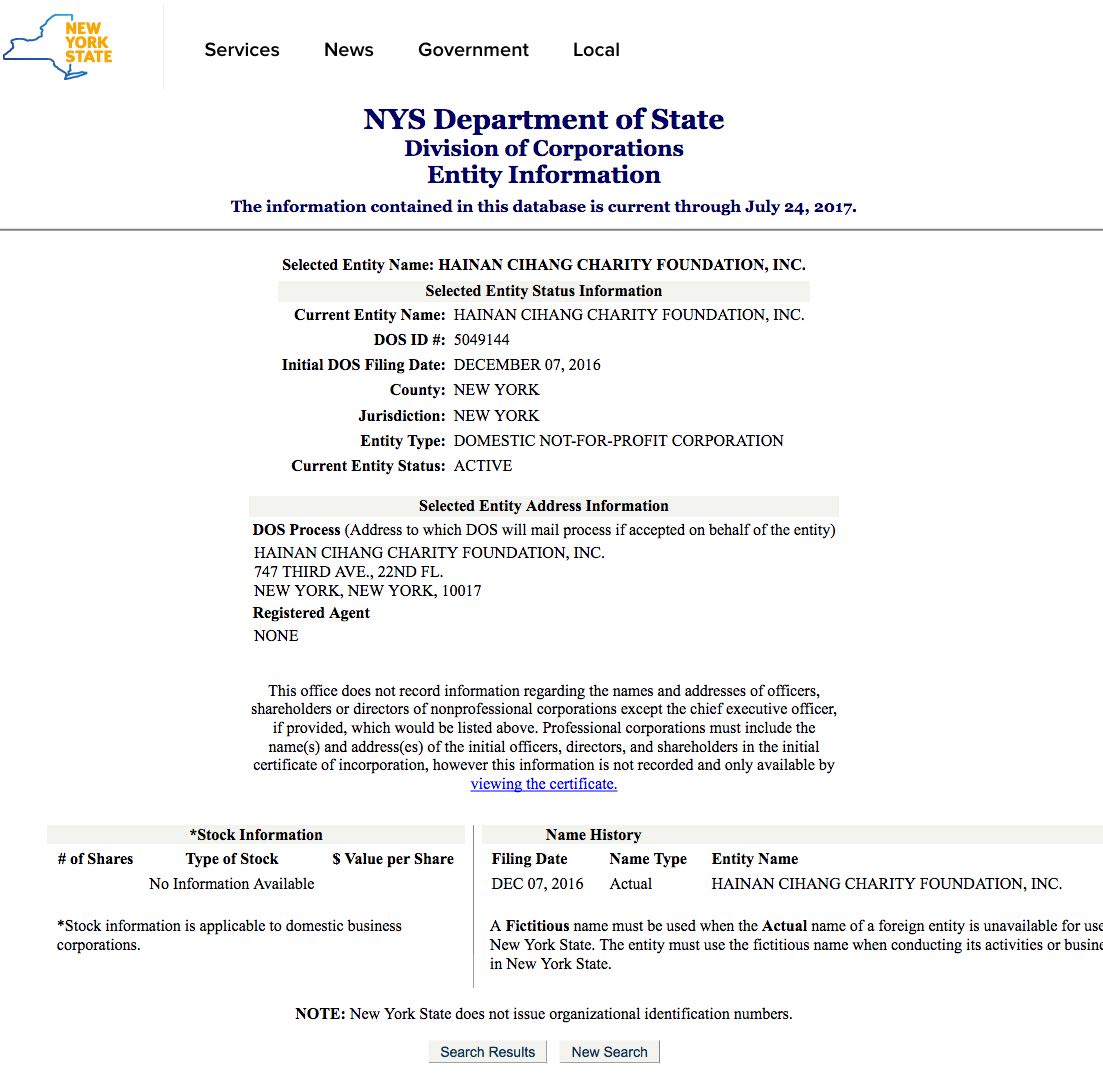 NEW
YORK
STATE
Services News Government Local
NYS Department of State
Division of Corporations
Entity Information
The information contained in this database is current through July 24, 2017.
Selected Entity Name: HAINAN CIHANG CHARITY FOUNDATION, INC.
Selected Entity Status Information
Current Entity Name: HAINAN CIHANG CHARITY FOUNDATION, INC.
DOS ID #: 5049144
Initial DOS Filing Date: DECEMBER 07, 2016
County: NEW YORK
Jurisdiction: NEW YORK
Entity Type: DOMESTIC NOT-FOR-PROFIT CORPORATION
Current Entity Status: ACTIVE
Selected Entity Address Information
DOS Process (Address to which DOS will mail process if accepted on behalf of the entity)
HAINAN CIHANG CHARITY FOUNDATION, INC.
747 THIRD AVE., 22ND FL.
NEW YORK, NEW YORK, 10017
Registered Agent
NONE
This office does not record information regarding the names and addresses of officers,
shareholders or directors of nonprofessional corporations except the chief executive officer,
if provided, which would be listed above. Professional corporations must include the
name(s) and address(es) of the initial officers, directors, and shareholders in the initial
certificate of incorporation, however this information is not recorded and only available by
viewing the certificate.
*Stock Information
# of Shares Type of Stock $ Value per Share
No Information Available
*Stock information is applicable to domestic business
corporations.
Name History
Filing Date Name Type Entity Name
DEC 07, 2016 Actual HAINAN CIHANG CHARITY FOUNDATION, INC.
A Fictitious name must be used when the Actual name of a foreign entity is unavailable for use
New York State. The entity must use the fictitious name when conducting its activities or busine
in New York State.
NOTE: New York State does not issue organizational identification numbers.
Search Results New Search